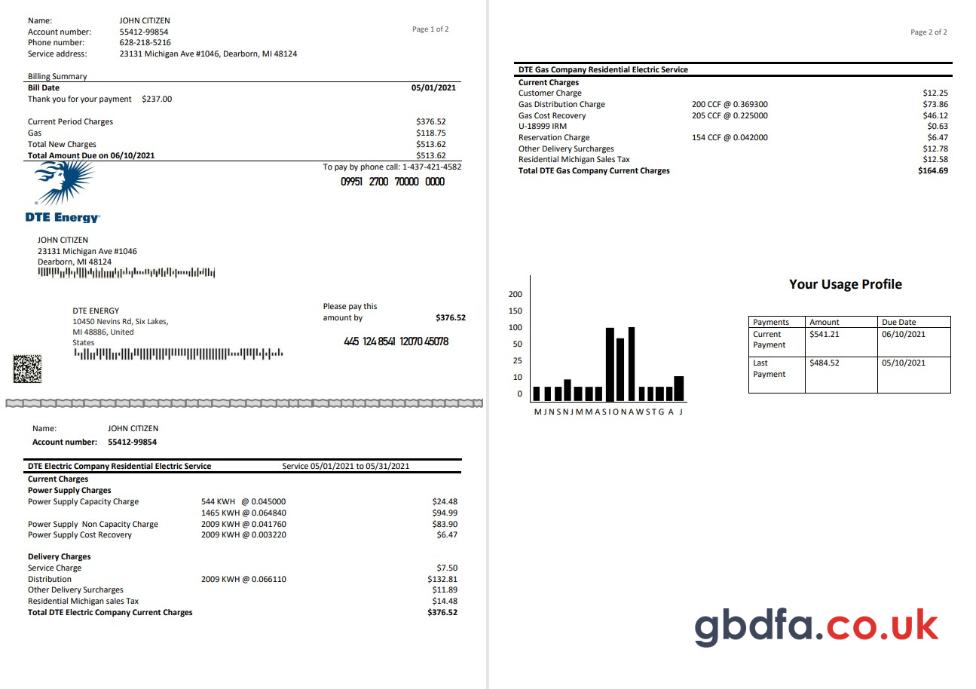 Name: JOHN CITIZEN
Account number: 55412-99854
Phone number: 628-218-5216
Service address: 23131 Michigan Ave #1046, Dearborn, MI 48124
Page 1 of 2
Billing Summary
Bill Date 05/01/2021
Thank you for your payment $237.00
Current Period Charges $376.52
Gas $118.75
Total New Charges $513.62
Total Amount Due on 06/10/2021 $513.62
To pay by phone call: 1-437-421-4582
09951 2700 70000 0000
DTE Energy
JOHN CITIZEN
23131 Michigan Ave #1046
Dearborn, MI 48124
DTE ENERGY
10450 Nevins Rd, Six Lakes,
MI 48886, United
States
Please pay this
amount by $376.52
445 124 8541 12070 45078
Name: JOHN CITIZEN
Account number: 55412-99854
DTE Electric Company Residential Electric Service Service 05/01/2021 to 05/31/2021
Current Charges
Power Supply Charges
Power Supply Capacity Charge 544 KWH @ 0.045000 $24.48
1465 KWH @ 0.064840 $94.99
Power Supply Non Capacity Charge 2009 KWH @ 0.041760 $83.90
Power Supply Cost Recovery 2009 KWH @ 0.003220 $6.47
Delivery Charges
Service Charge $7.50
Distribution 2009 KWH @ 0.066110 $132.81
Other Delivery Surcharges $11.89
Residential Michigan sales Tax $14.48
Total DTE Electric Company Current Charges $376.52
Page 2 of 2
DTE Gas Company Residential Electric Service
Current Charges
Customer Charge $12.25
Gas Distribution Charge 200 CCF @ 0.369300 $73.86
Gas Cost Recovery 205 CCF @ 0.225000 $46.12
U-18999 IRM $0.63
Reservation Charge 154 CCF @ 0.042000 $6.47
Other Delivery Surcharges $12.78
Residential Michigan Sales Tax $12.58
Total DTE Gas Company Current Charges $164.69
200
150
100
50
25
10
0
M J N S N J M M A S I O N A W S T G A J
Your Usage Profile
Payments Amount Due Date
Current $541.21 06/10/2021
Payment
Last $484.52 05/10/2021
Payment
gbdfa.co.uk